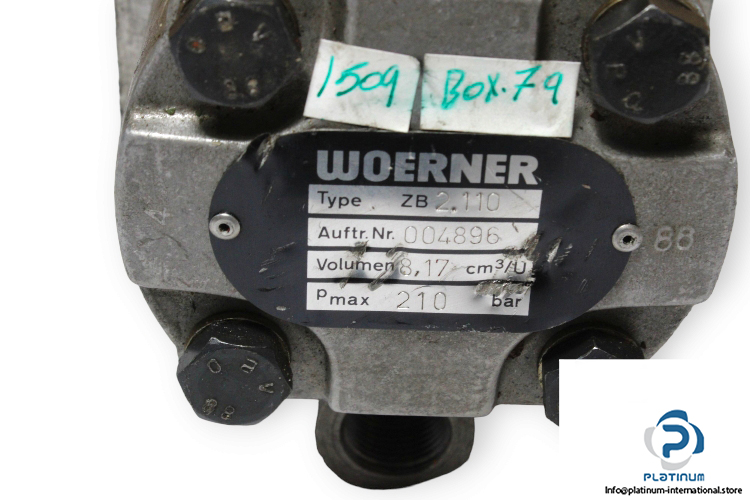 1509
BOX.79
WOERNER
Type ZB 2.110
Auftr.Nr. 004896
Volumen 8,17 cm³/U
Pmax 210 bar
88
PLATINUM
Info@platinum-international.store